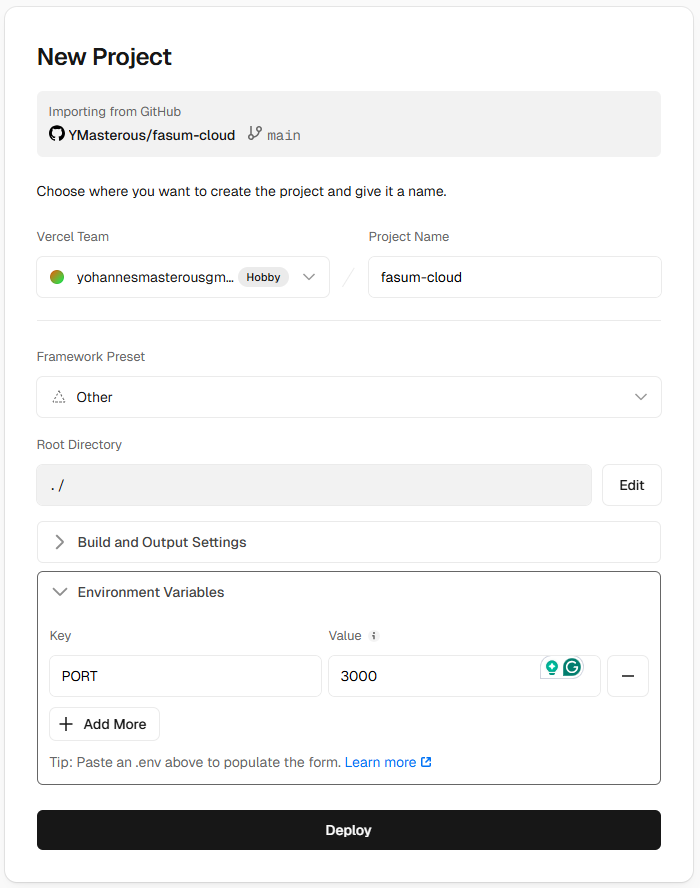 New Project
Importing from GitHub
YMasterous/fasum-cloud main
Choose where you want to create the project and give it a name.
Vercel Team
Project Name
yohannesmasterousgm... Hobby
fasum-cloud
Framework Preset
Other
Root Directory
./
Edit
Build and Output Settings
Environment Variables
Key
Value
PORT
3000
Add More
Tip: Paste an .env above to populate the form. Learn more
Deploy